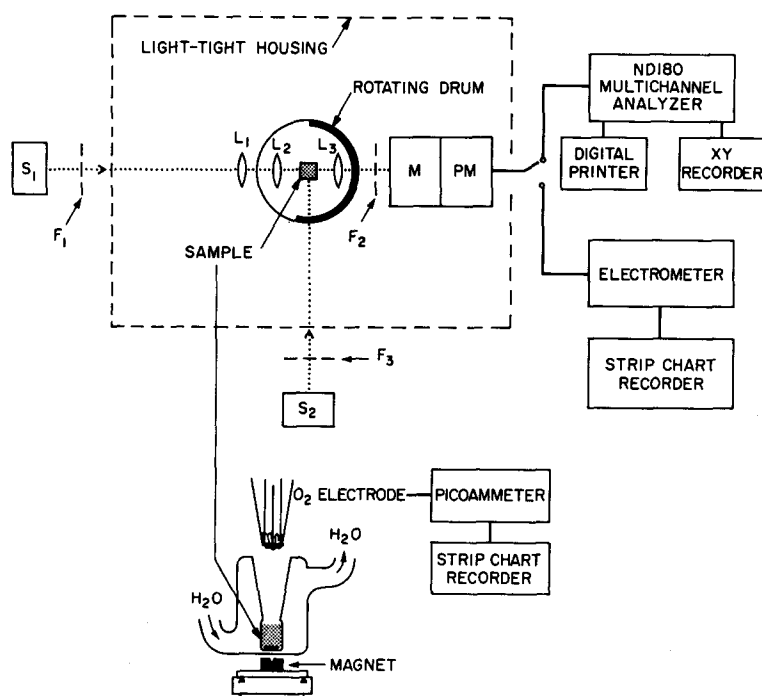 LIGHT-TIGHT HOUSING
ROTATING DRUM
ND180
MULTICHANNEL
ANALYZER
DIGITAL
PRINTER
XY
RECORDER
S1
F1
L1
L2
L3
F2
M
PM
SAMPLE
ELECTROMETER
STRIP CHART
RECORDER
F3
S2
O2 ELECTRODE
PICOAMMETER
STRIP CHART
RECORDER
H2O
H2O
MAGNET